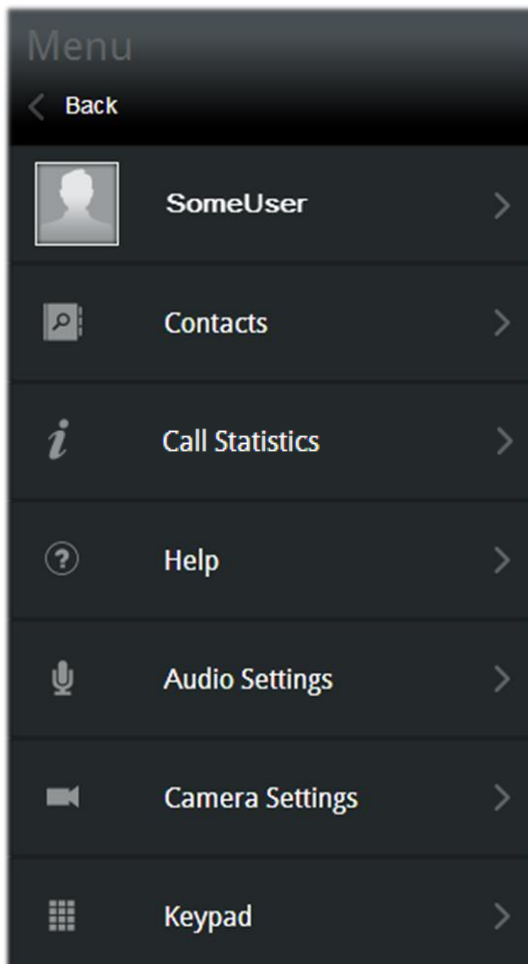 Menu
Back
SomeUser
Contacts
Call Statistics
Help
Audio Settings
Camera Settings
Keypad